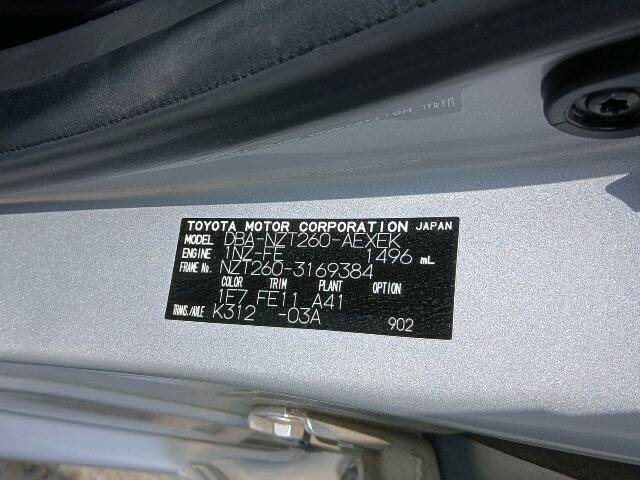 TOYOTA MOTOR CORPORATION JAPAN
MODEL DBA-NZT260-AEXEK
ENGINE 1NZ-FE 1496 mL
FRAME No. NZT260-3169384
COLOR TRIM PLANT OPTION
1E7 FE11 A41
TRANS./AXLE K312 -03A
902